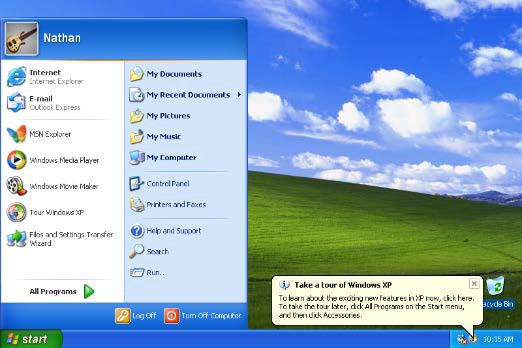 Nathan
Internet
Internet Explorer
E-mail
Outlook Express
MSN Explorer
Windows Media Player
Windows Movie Maker
Tour Windows XP
Files and Settings Transfer
Wizard
All Programs
My Documents
My Recent Documents
My Pictures
My Music
My Computer
Control Panel
Printers and Faxes
Help and Support
Search
Run...
Log Off
Turn Off Computer
Take a tour of Windows XP
To learn about the exciting new features in XP now, click here.
To take the tour later, click All Programs on the Start menu,
and then click Accessories.
ecycle Bin
start
10:35 AM